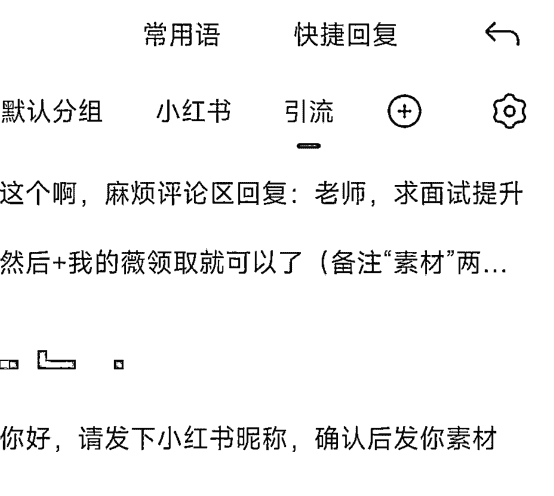 常用语 快捷回复
默认分组 小红书 引流
这个啊，麻烦评论区回复：老师，求面试提升
然后+我的薇领取就可以了（备注“素材”两...
你好，请发下小红书昵称，确认后发你素材